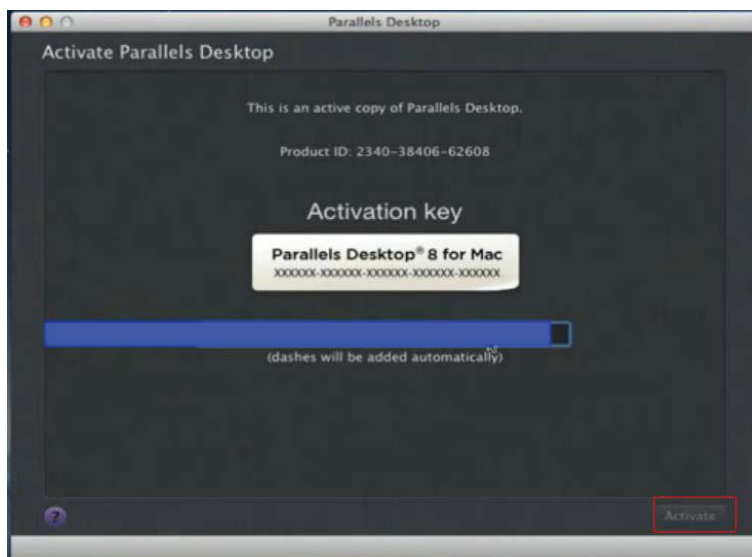 Parallels Desktop
Activate Parallels Desktop
This is an active copy of Parallels Desktop.
Product ID: 2340-38406-62608
Activation key
Parallels Desktop® 8 for Mac
XXXXXX-XXXXXX-XXXXXX-XXXXXX-XXXXXX
(dashes will be added automatically)
?
Activate